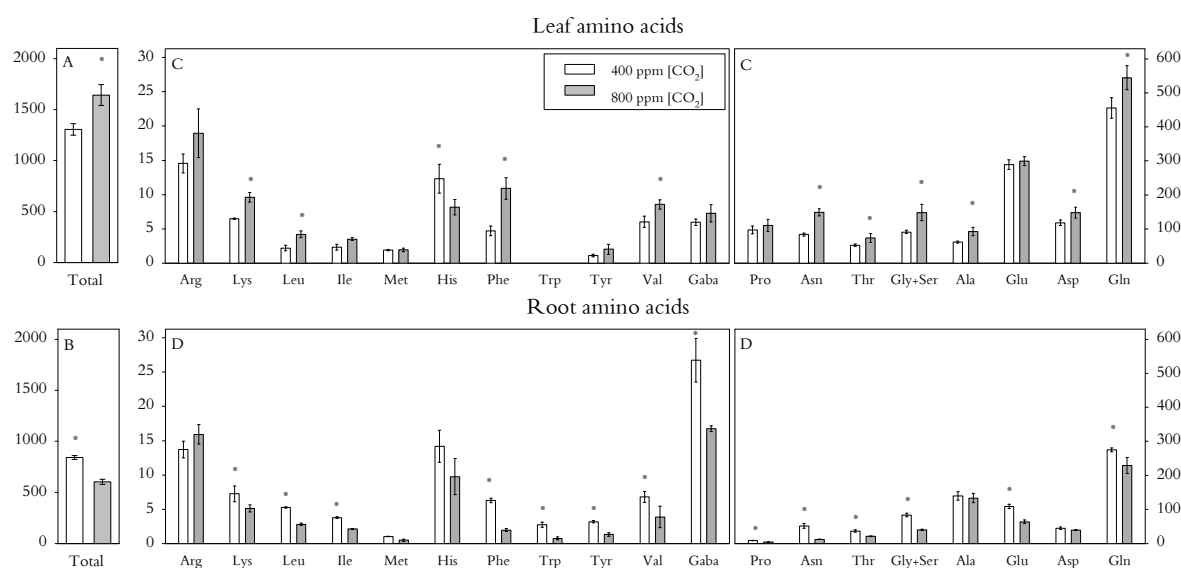 Leaf amino acids
2000
1500
1000
500
0
A
*
Total
30
25
20
15
10
5
0
C
400 ppm [CO₂]
800 ppm [CO₂]
* * * * *
Arg Lys Leu Ile Met His Phe Trp Tyr Val Gaba
C
* * * * * *
600
500
400
300
200
100
0
Pro Asn Thr Gly+Ser Ala Glu Asp Gln
Root amino acids
2000
1500
1000
500
0
B
*
Total
30
25
20
15
10
5
0
D
* * * * * * * *
Arg Lys Leu Ile Met His Phe Trp Tyr Val Gaba
D
* * * * * *
600
500
400
300
200
100
0
Pro Asn Thr Gly+Ser Ala Glu Asp Gln